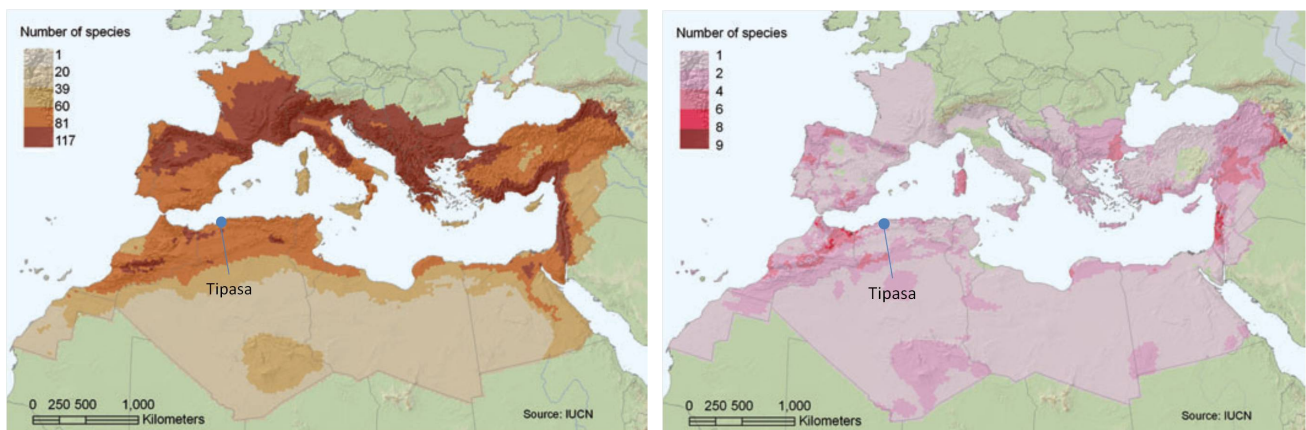 Number of species
1
20
39
60
81
117
Tipasa
0 250 500 1,000
Kilometers
Source: IUCN
Number of species
1
2
4
6
8
9
Tipasa
0 250 500 1,000
Kilometers
Source: IUCN